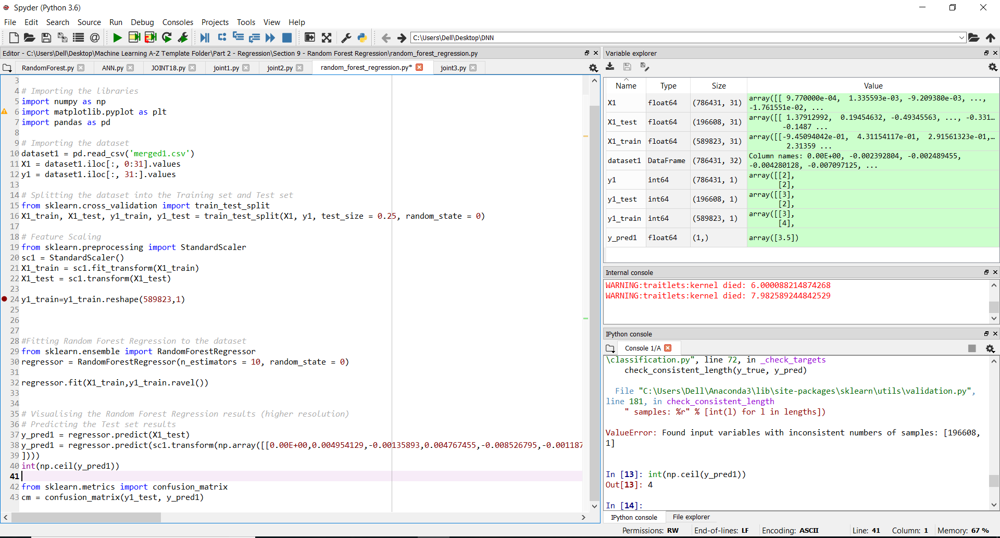 Spyder (Python 3.6)
File Edit Search Source Run Debug Consoles Projects Tools View Help
C:\Users\Dell\Desktop\DNN
Editor - C:\Users\Dell\Desktop\Machine Learning A-Z Template Folder\Part 2 - Regression\Section 9 - Random Forest Regression\random_forest_regression.py
RandomForest.py ANN.py JOINT18.py joint1.py joint2.py random_forest_regression.py* joint3.py
3
4 # Importing the libraries
5 import numpy as np
6 import matplotlib.pyplot as plt
7 import pandas as pd
8
9 # Importing the dataset
10 dataset1 = pd.read_csv('merged1.csv')
11 X1 = dataset1.iloc[:, 0:31].values
12 y1 = dataset1.iloc[:, 31:].values
13
14 # Splitting the dataset into the Training set and Test set
15 from sklearn.cross_validation import train_test_split
16 X1_train, X1_test, y1_train, y1_test = train_test_split(X1, y1, test_size = 0.25, random_state = 0)
17
18 # Feature Scaling
19 from sklearn.preprocessing import StandardScaler
20 sc1 = StandardScaler()
21 X1_train = sc1.fit_transform(X1_train)
22 X1_test = sc1.transform(X1_test)
23
24 y1_train=y1_train.reshape(589823,1)
25
26
27
28 #Fitting Random Forest Regression to the dataset
29 from sklearn.ensemble import RandomForestRegressor
30 regressor = RandomForestRegressor(n_estimators = 10, random_state = 0)
31
32 regressor.fit(X1_train,y1_train.ravel())
33
34
35 # Visualising the Random Forest Regression results (higher resolution)
36 # Predicting the Test set results
37 y_pred1 = regressor.predict(X1_test)
38 y_pred1 = regressor.predict(sc1.transform(np.array([[0.00E+00,0.004954129,-0.00135893,0.004767455,-0.008526795,-0.001187
39 ])))
40 int(np.ceil(y_pred1))
41
42 from sklearn.metrics import confusion_matrix
43 cm = confusion_matrix(y1_test, y_pred1)
Variable explorer
Name Type Size Value
X1 float64 (786431, 31) array([[ 9.770000e-04, 1.335593e-03, -9.209380e-03, ...,
-1.761551e-02, ...
X1_test float64 (196608, 31) array([[ 1.37912992, 0.19454632, -0.49345563, ..., -0.331...
-0.1487 ...
X1_train float64 (589823, 31) array([[-9.45094042e-01, 4.31154117e-01, 2.91561323e-01,...
2.31359 ...
dataset1 DataFrame (786431, 32) Column names: 0.00E+00, -0.002392804, -0.002489455,
-0.004280128, -0.007097125, ...
y1 int64 (786431, 1) array([[2],
[2],
y1_test int64 (196608, 1) array([[3],
[2],
y1_train int64 (589823, 1) array([[3],
[4],
y_pred1 float64 (1,) array([3.5])
Internal console
WARNING:traitlets:kernel died: 6.000088214874268
WARNING:traitlets:kernel died: 7.982589244842529
IPython console
Console 1/A
\classification.py", line 72, in _check_targets
check_consistent_length(y_true, y_pred)
File "C:\Users\Dell\Anaconda3\lib\site-packages\sklearn\utils\validation.py",
line 181, in check_consistent_length
" samples: %r" % [int(l) for l in lengths])
ValueError: Found input variables with inconsistent numbers of samples: [196608,
1]
In [13]: int(np.ceil(y_pred1))
Out[13]: 4
In [14]:
IPython console File explorer
Permissions: RW End-of-lines: LF Encoding: ASCII Line: 41 Column: 1 Memory: 67 %